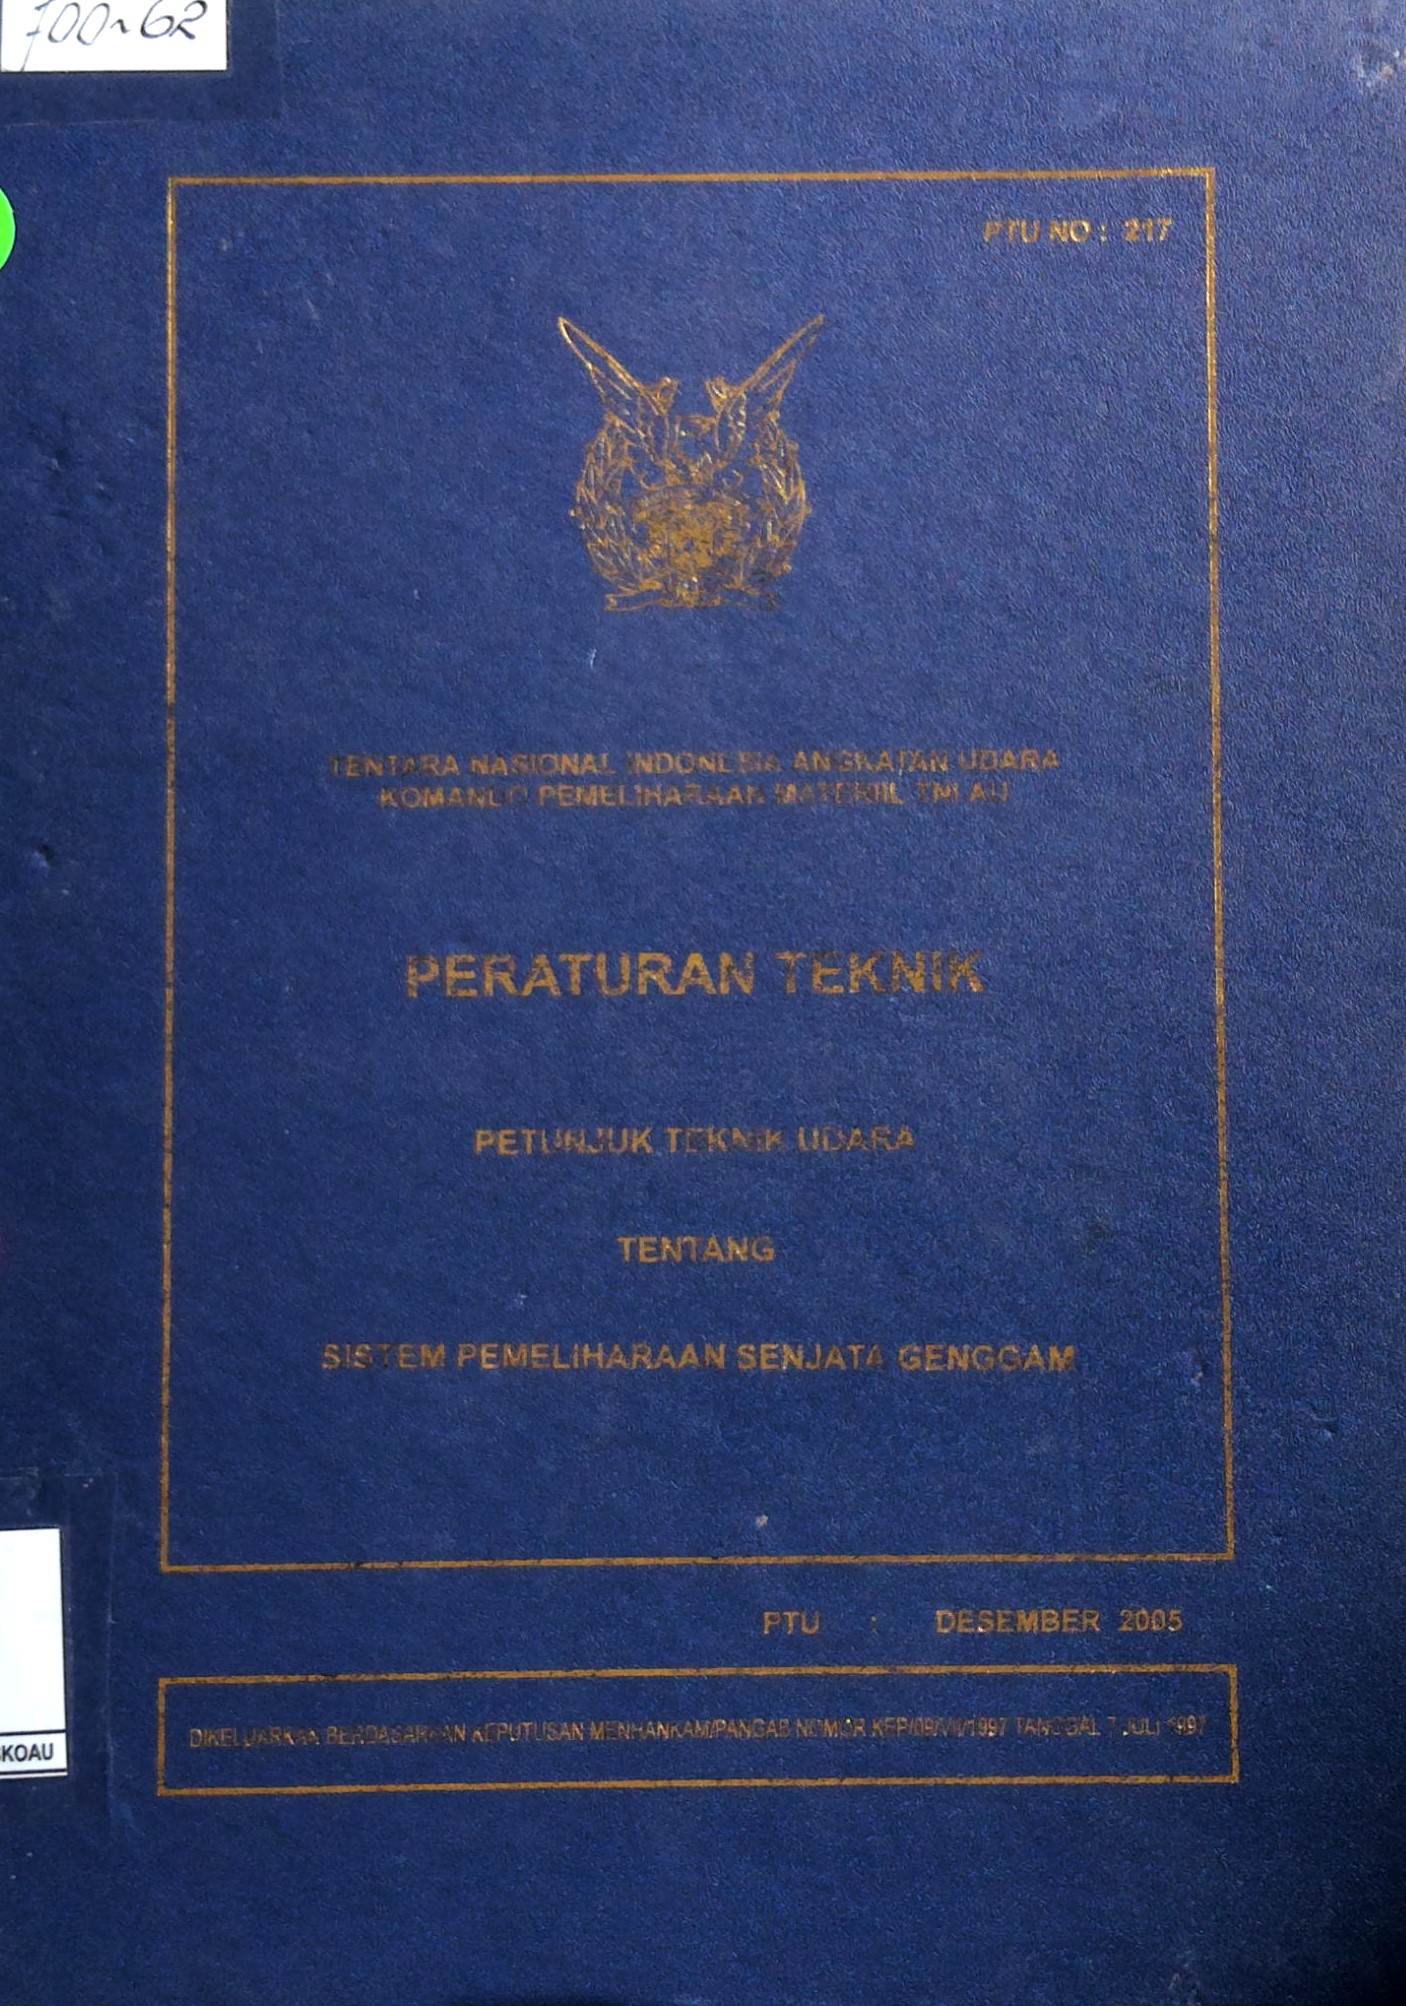 700-62
PTU NO : 217
TENTARA NASIONAL INDONESIA ANGKATAN UDARA
KOMANDO PEMELIHARAAN MATERIIL TNI AU
PERATURAN TEKNIK
PETUNJUK TEKNIK UDARA
TENTANG
SISTEM PEMELIHARAAN SENJATA GENGGAM
PTU : DESEMBER 2005
DIKELUARKAN BERDASARKAN KEPUTUSAN MENHANKAM/PANGAB NOMOR KEP/09/VII/1997 TANGGAL 7 JULI 1997
SKOAU